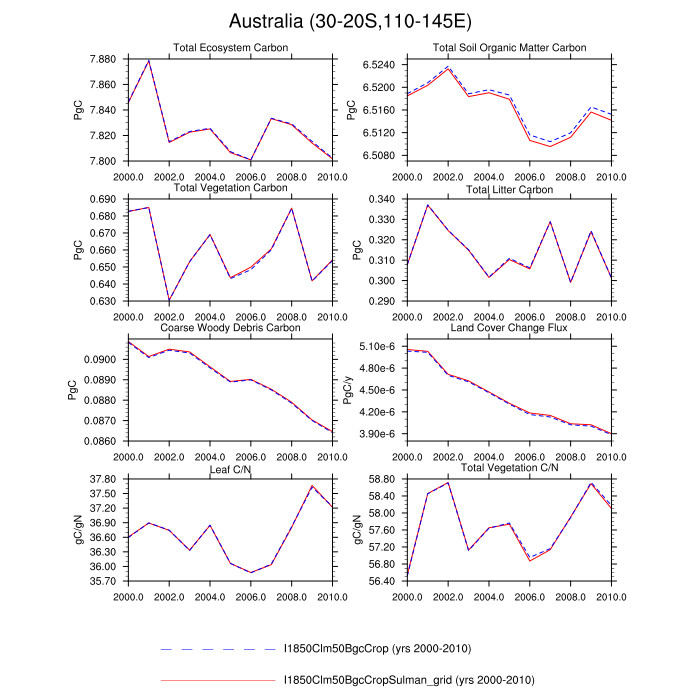 Australia (30-20S,110-145E)
Total Ecosystem Carbon
PgC
7.880
7.860
7.840
7.820
7.800
2000.0 2002.0 2004.0 2006.0 2008.0 2010.0
Total Soil Organic Matter Carbon
PgC
6.5240
6.5200
6.5160
6.5120
6.5080
2000.0 2002.0 2004.0 2006.0 2008.0 2010.0
Total Vegetation Carbon
PgC
0.690
0.680
0.670
0.660
0.650
0.640
0.630
2000.0 2002.0 2004.0 2006.0 2008.0 2010.0
Total Litter Carbon
PgC
0.340
0.330
0.320
0.310
0.300
0.290
2000.0 2002.0 2004.0 2006.0 2008.0 2010.0
Coarse Woody Debris Carbon
PgC
0.0900
0.0890
0.0880
0.0870
0.0860
2000.0 2002.0 2004.0 2006.0 2008.0 2010.0
Land Cover Change Flux
PgC/y
5.10e-6
4.80e-6
4.50e-6
4.20e-6
3.90e-6
2000.0 2002.0 2004.0 2006.0 2008.0 2010.0
Leaf C/N
gC/gN
37.80
37.50
37.20
36.90
36.60
36.30
36.00
35.70
2000.0 2002.0 2004.0 2006.0 2008.0 2010.0
Total Vegetation C/N
gC/gN
58.80
58.40
58.00
57.60
57.20
56.80
56.40
2000.0 2002.0 2004.0 2006.0 2008.0 2010.0
I1850Clm50BgcCrop (yrs 2000-2010)
I1850Clm50BgcCropSulman_grid (yrs 2000-2010)